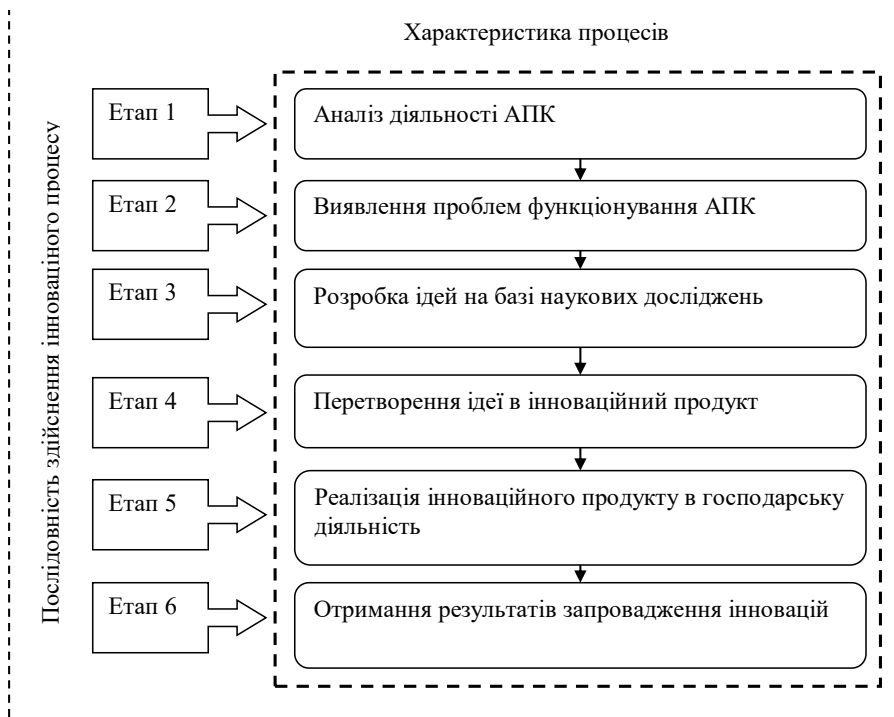 Характеристика процесів
Послідовність здійснення інноваціного процесу
Етап 1
Аналіз діяльності АПК
Етап 2
Виявлення проблем функціонування АПК
Етап 3
Розробка ідей на базі наукових досліджень
Етап 4
Перетворення ідеї в інноваційний продукт
Етап 5
Реалізація інноваційного продукту в господарську
діяльність
Етап 6
Отримання результатів запровадження інновацій